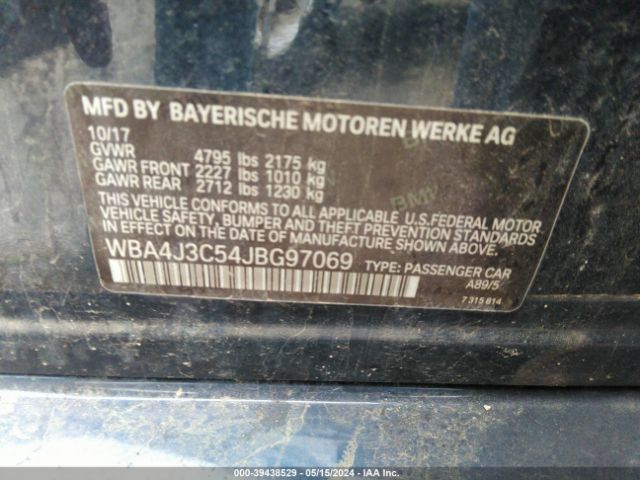 MFD BY BAYERISCHE MOTOREN WERKE AG
10/17
GVWR 4795 lbs 2175 kg
GAWR FRONT 2227 lbs 1010 kg
GAWR REAR 2712 lbs 1230 kg
THIS VEHICLE CONFORMS TO ALL APPLICABLE U.S.FEDERAL MOTOR
VEHICLE SAFETY, BUMPER AND THEFT PREVENTION STANDARDS
IN EFFECT ON THE DATE OF MANUFACTURE SHOWN ABOVE.
WBA4J3C54JBG97069 TYPE: PASSENGER CAR
A89/5
7 315 814
000-39438529 - 05/15/2024 - IAA Inc.